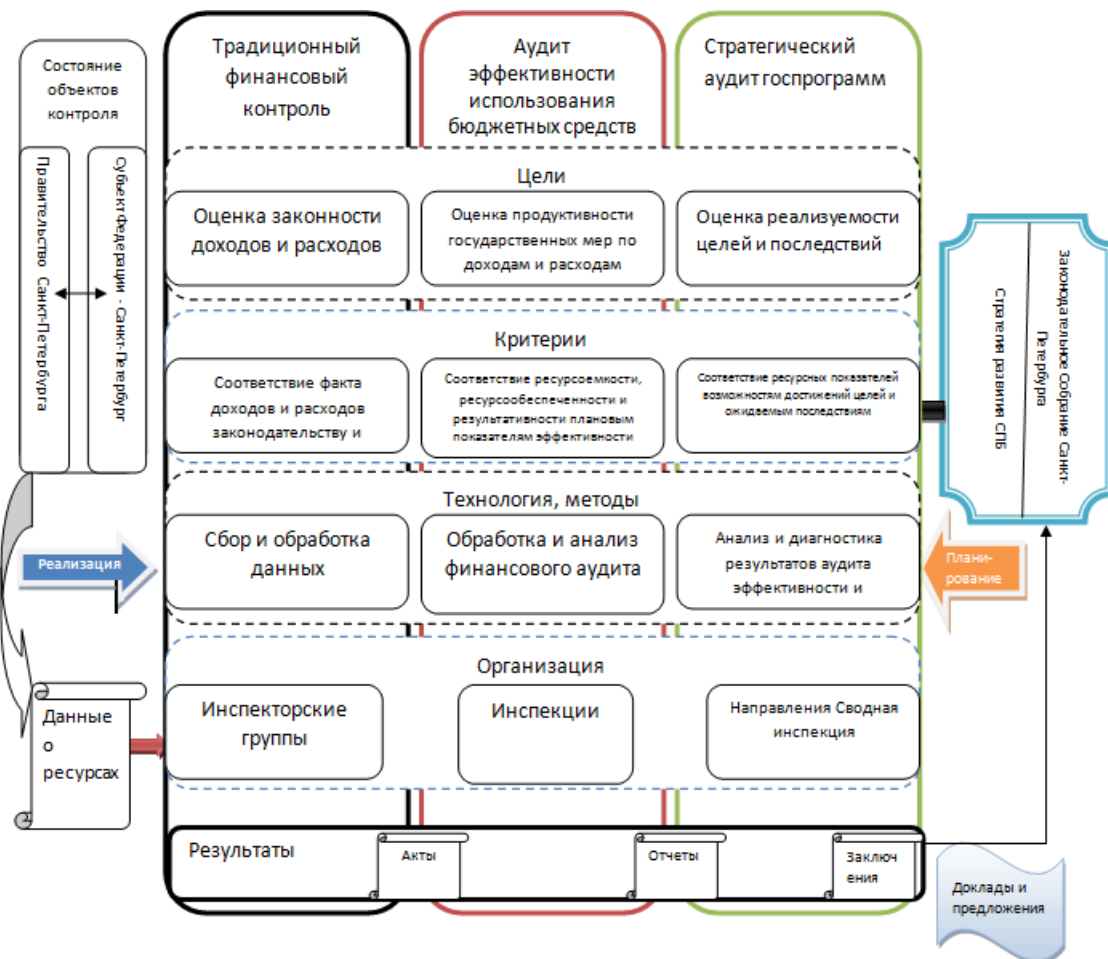 Состояние
объектов
контроля
Правительство Санкт-Петербурга
Субъект Федерации - Санкт-Петербург
Традиционный
финансовый
контроль
Аудит
эффективности
использования
бюджетных средств
Стратегический
аудит госпрограмм
Цели
Оценка законности
доходов и расходов
Оценка продуктивности
государственных мер по
доходам и расходам
Оценка реализуемости
целей и последствий
Критерии
Соответствие факта
доходов и расходов
законодательству и
Соответствие ресурсоемкости,
ресурсообеспеченности и
результативности плановым
показателям эффективности
Соответствие ресурсных показателей
возможностям достижений целей и
ожидаемым последствиям
Законодательное Собрание Санкт-
Петербурга
Стратегия развития СПБ
Технология, методы
Сбор и обработка
данных
Обработка и анализ
финансового аудита
Анализ и диагностика
результатов аудита
эффективности и
Реализация
Плани-
рование
Организация
Инспекторские
группы
Инспекции
Направления Сводная
инспекция
Данные
о
ресурсах
Результаты
Акты
Отчеты
Заключ
ения
Доклады и
предложения